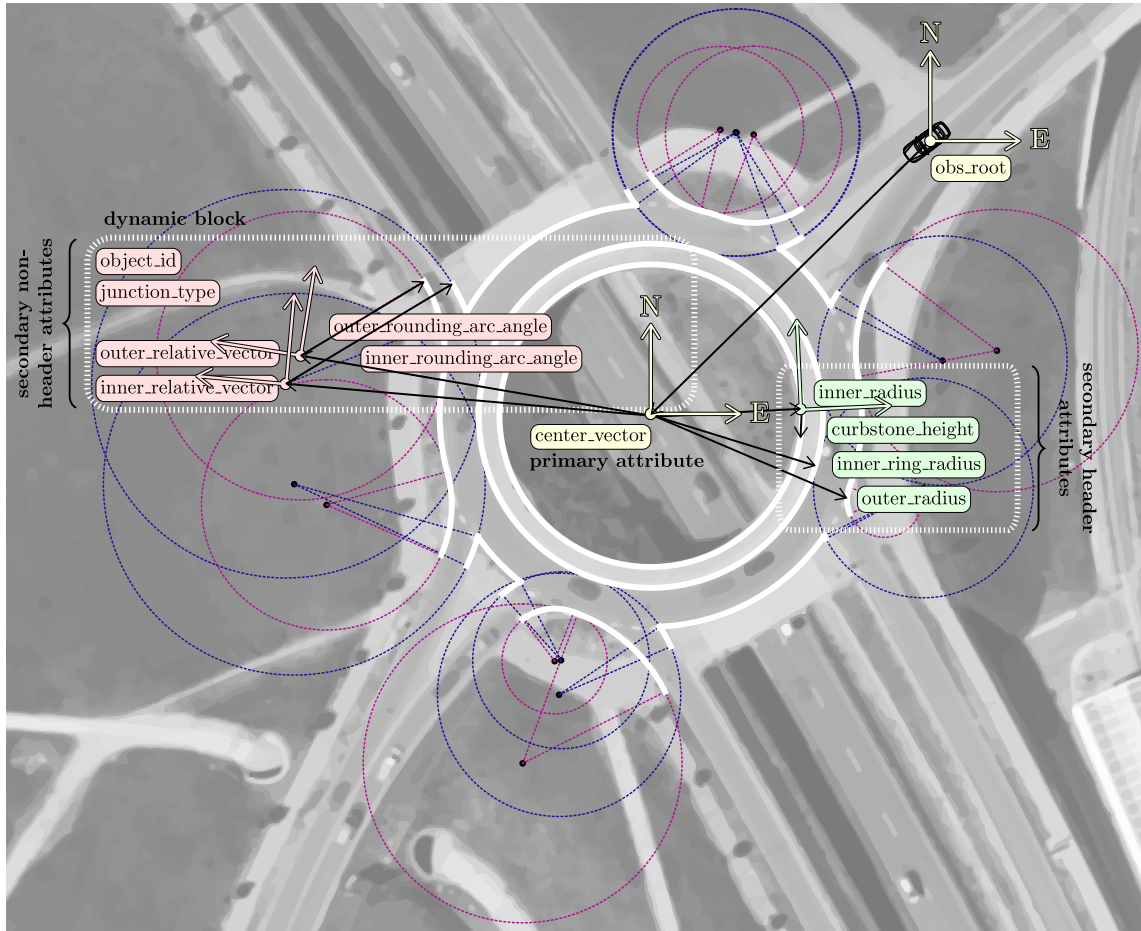 N
E
obs_root
dynamic block
secondary non-
header attributes
object_id
junction_type
outer_relative_vector
inner_relative_vector
outer_rounding_arc_angle
inner_rounding_arc_angle
N
E
center_vector
primary attribute
inner_radius
curbstone_height
inner_ring_radius
outer_radius
secondary header
attributes